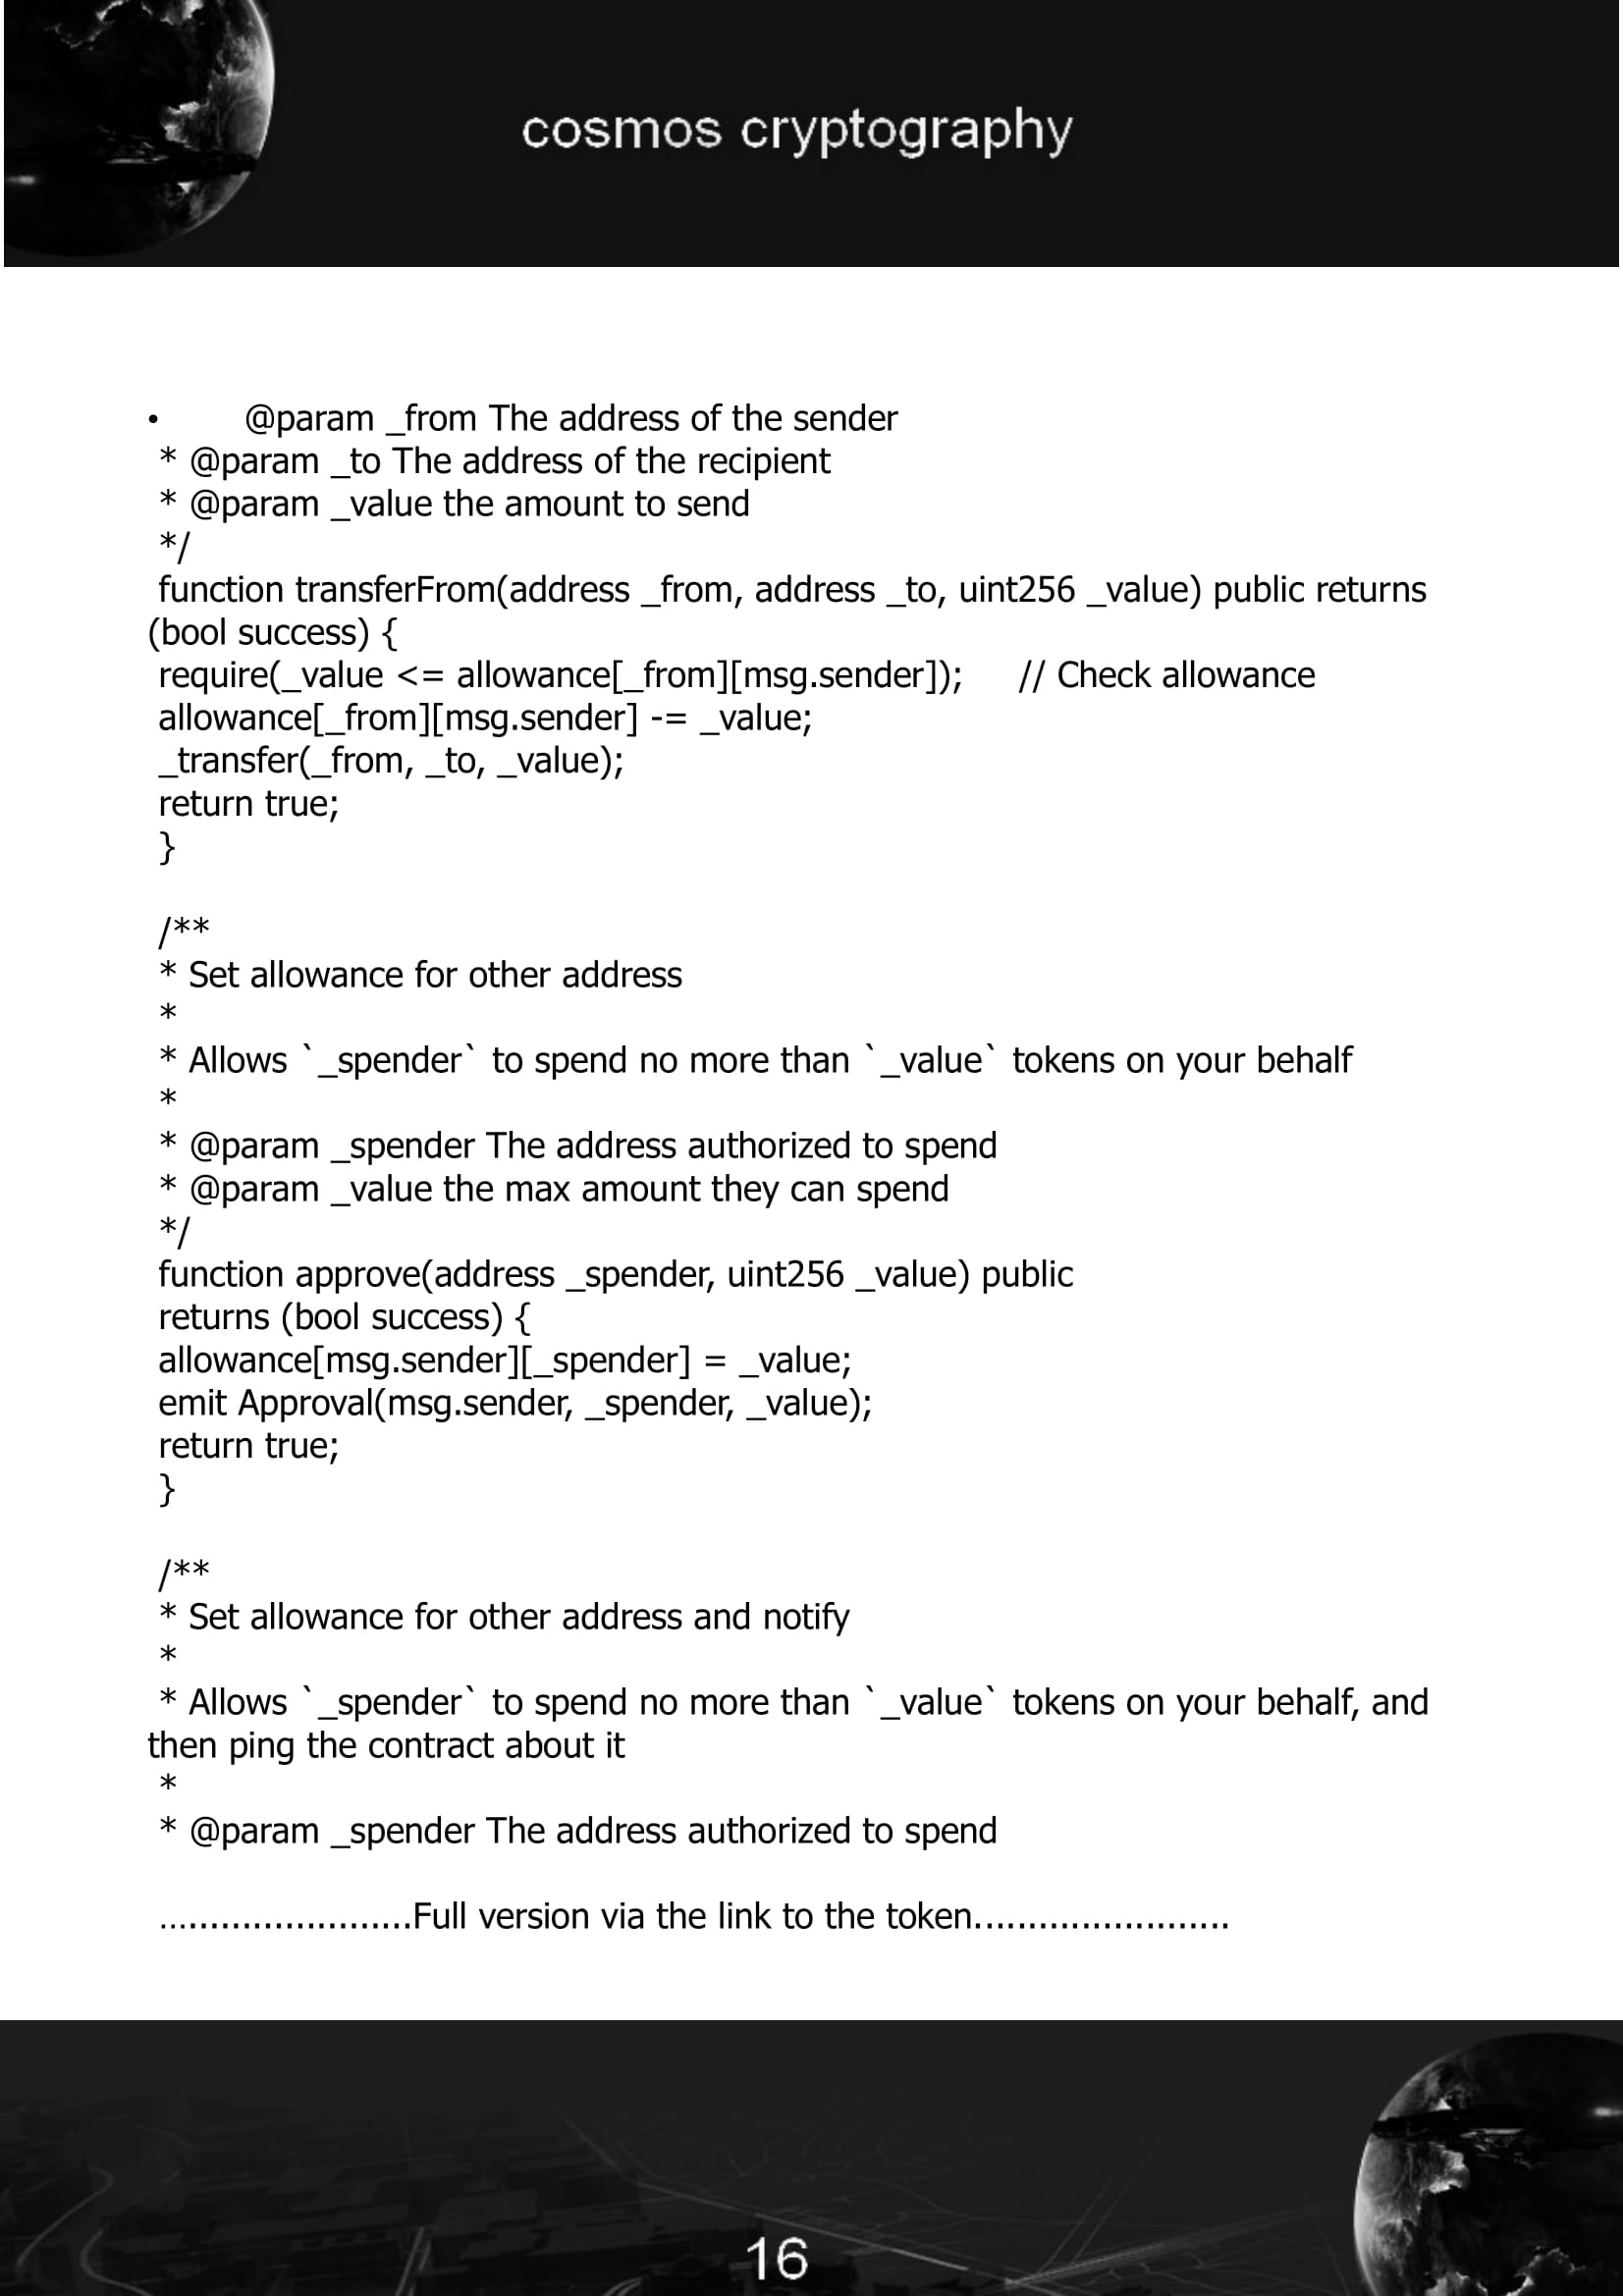 cosmos cryptography
• @param _from The address of the sender
* @param _to The address of the recipient
* @param _value the amount to send
*/
function transferFrom(address _from, address _to, uint256 _value) public returns
(bool success) {
require(_value <= allowance[_from][msg.sender]); // Check allowance
allowance[_from][msg.sender] -= _value;
_transfer(_from, _to, _value);
return true;
}
/**
* Set allowance for other address
*
* Allows `_spender` to spend no more than `_value` tokens on your behalf
*
* @param _spender The address authorized to spend
* @param _value the max amount they can spend
*/
function approve(address _spender, uint256 _value) public
returns (bool success) {
allowance[msg.sender][_spender] = _value;
emit Approval(msg.sender, _spender, _value);
return true;
}
/**
* Set allowance for other address and notify
*
* Allows `_spender` to spend no more than `_value` tokens on your behalf, and
then ping the contract about it
*
* @param _spender The address authorized to spend
........................Full version via the link to the token........................
16